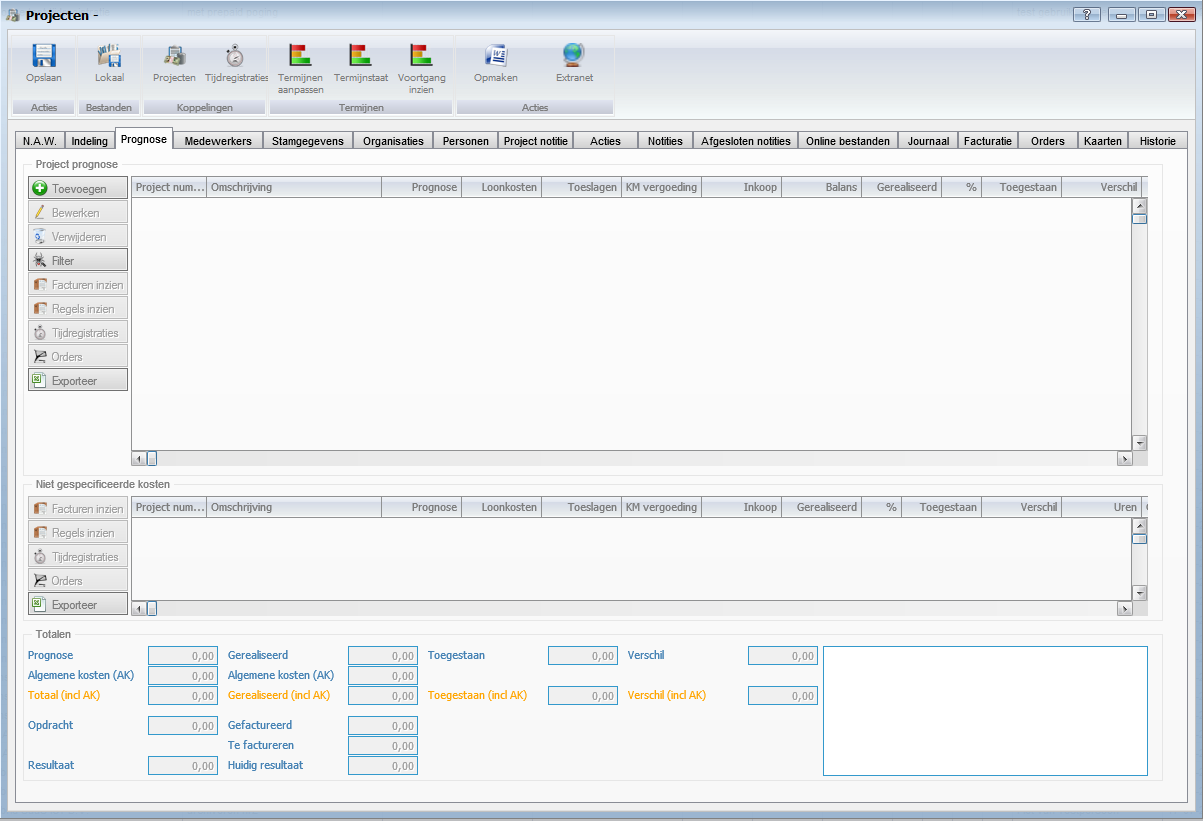 Projecten -
?
Opslaan
Lokaal
Projecten
Tijdregistraties
Termijnen aanpassen
Termijnstaat
Voortgang inzien
Opmaken
Extranet
Acties
Bestanden
Koppelingen
Termijnen
Acties
N.A.W.
Indeling
Prognose
Medewerkers
Stamgegevens
Organisaties
Personen
Project notitie
Acties
Notities
Afgesloten notities
Online bestanden
Journaal
Facturatie
Orders
Kaarten
Historie
Project prognose
Toevoegen
Bewerken
Verwijderen
Filter
Facturen inzien
Regels inzien
Tijdregistraties
Orders
Exporteer
Project num... Omschrijving Prognose Loonkosten Toeslagen KM vergoeding Inkoop Balans Gerealiseerd % Toegestaan Verschil
Niet gespecificeerde kosten
Facturen inzien
Regels inzien
Tijdregistraties
Orders
Exporteer
Project num... Omschrijving Prognose Loonkosten Toeslagen KM vergoeding Inkoop Gerealiseerd % Toegestaan Verschil Uren
Totalen
Prognose 0,00 Gerealiseerd 0,00 Toegestaan 0,00 Verschil 0,00
Algemene kosten (AK) 0,00 Algemene kosten (AK) 0,00
Totaal (incl AK) 0,00 Gerealiseerd (incl AK) 0,00 Toegestaan (incl AK) 0,00 Verschil (incl AK) 0,00
Opdracht 0,00 Gefactureerd 0,00
Te factureren 0,00
Resultaat 0,00 Huidig resultaat 0,00